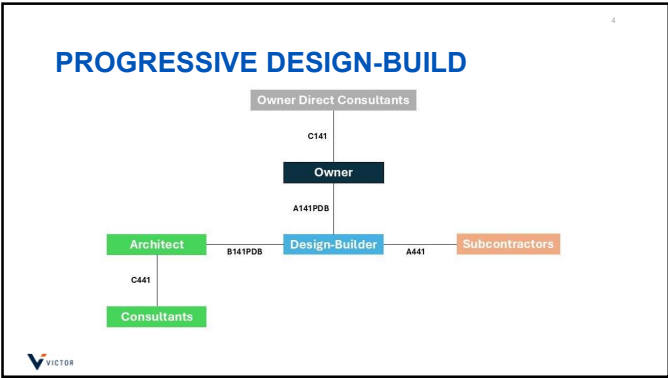 4
PROGRESSIVE DESIGN-BUILD
Owner Direct Consultants
C141
Owner
A141PDB
Architect
B141PDB
Design-Builder
A441
Subcontractors
C441
Consultants
VICTOR